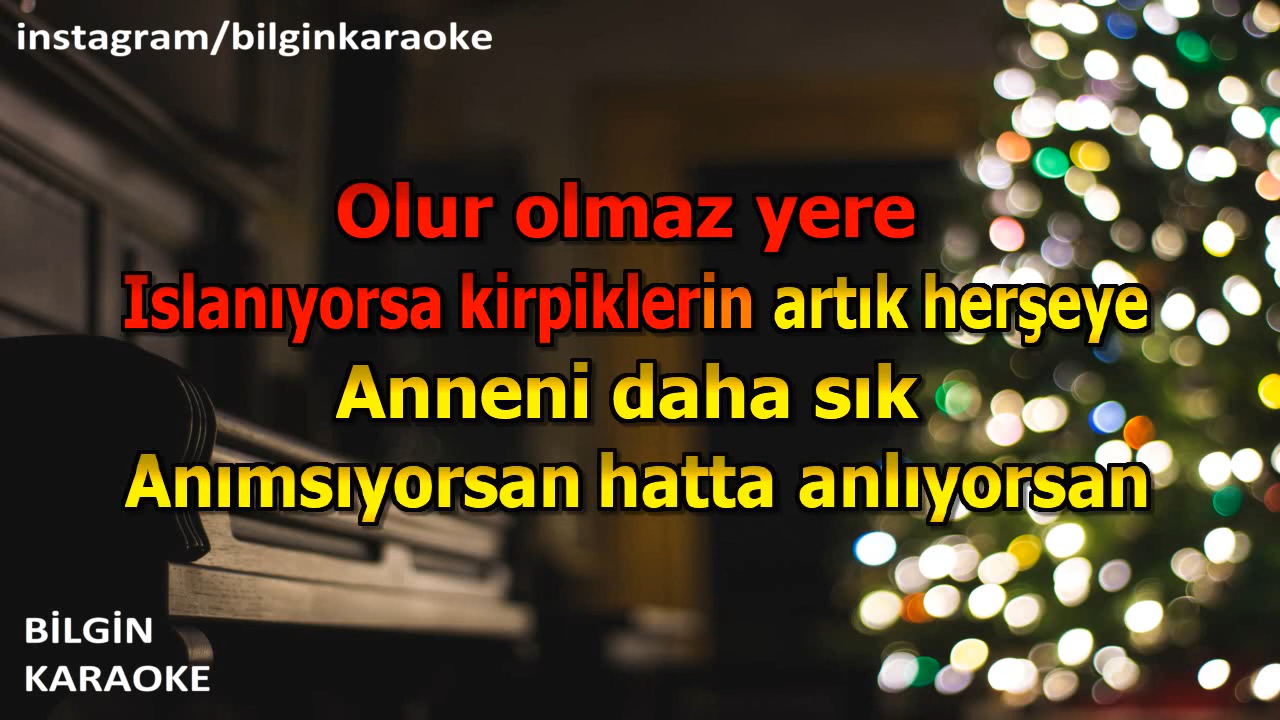 instagram/bilginkaraoke
Olur olmaz yere
Islanıyorsa kirpiklerin artık herşeye
Anneni daha sık
Anımsıyorsan hatta anlıyorsan
BİLGİN
KARAOKE